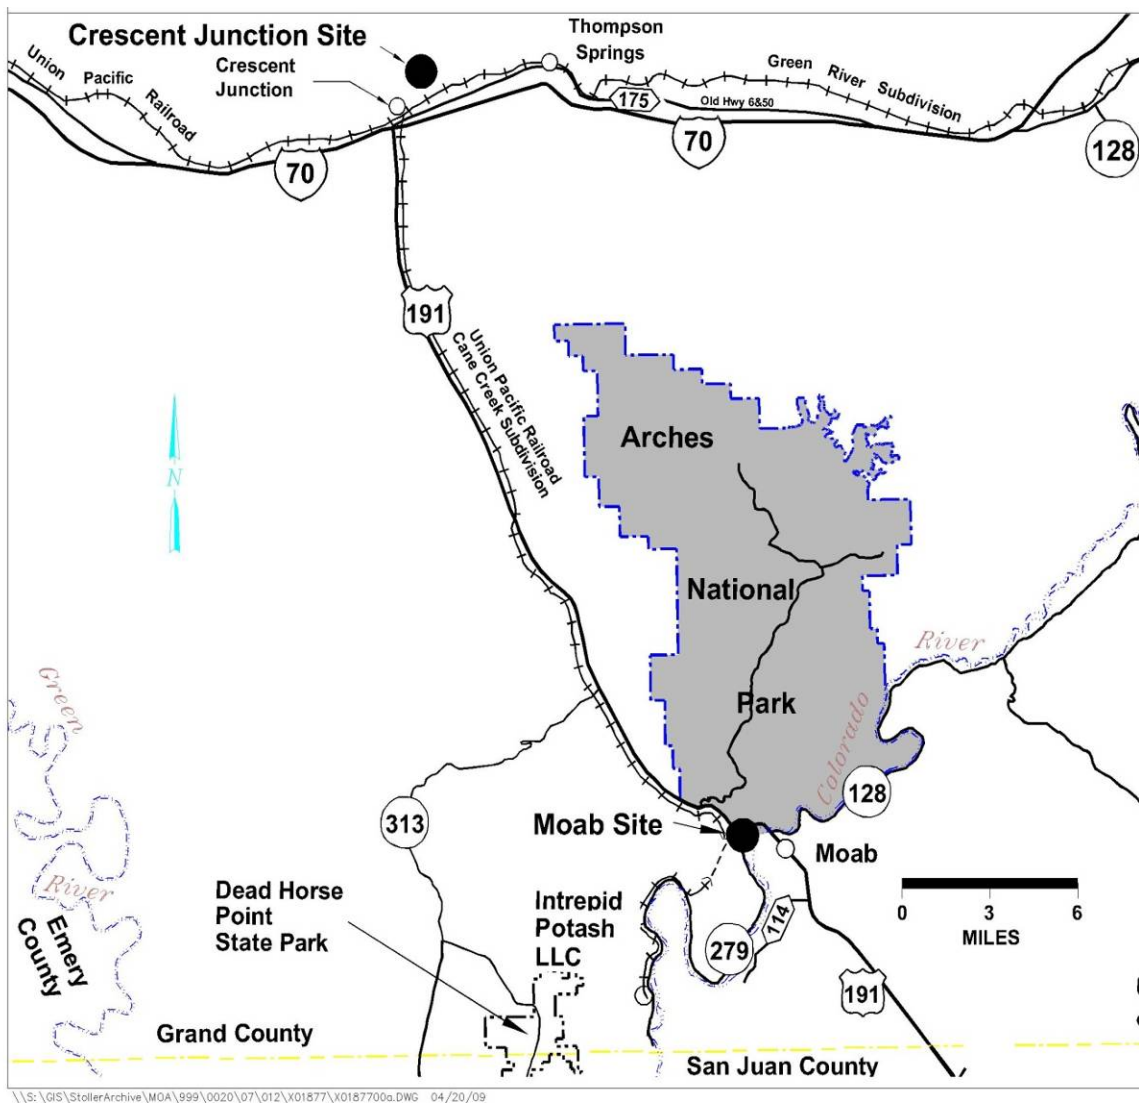 Crescent Junction Site
Crescent
Junction
Thompson
Springs
Union Pacific Railroad
Green River Subdivision
Old Hwy 6&50
175
70
70
128
191
Union Pacific Railroad
Cane Creek Subdivision
Arches
National
Park
N
River
Colorado
Green
River
128
313
Moab Site
Moab
Dead Horse
Point
State Park
Intrepid
Potash
LLC
279
114
0 3 6
MILES
191
Emery
County
Grand County
San Juan County
\\S:\GIS\StollerArchive\MOA\999\0020\07\012\X01877\X0187700a.DWG 04/20/09